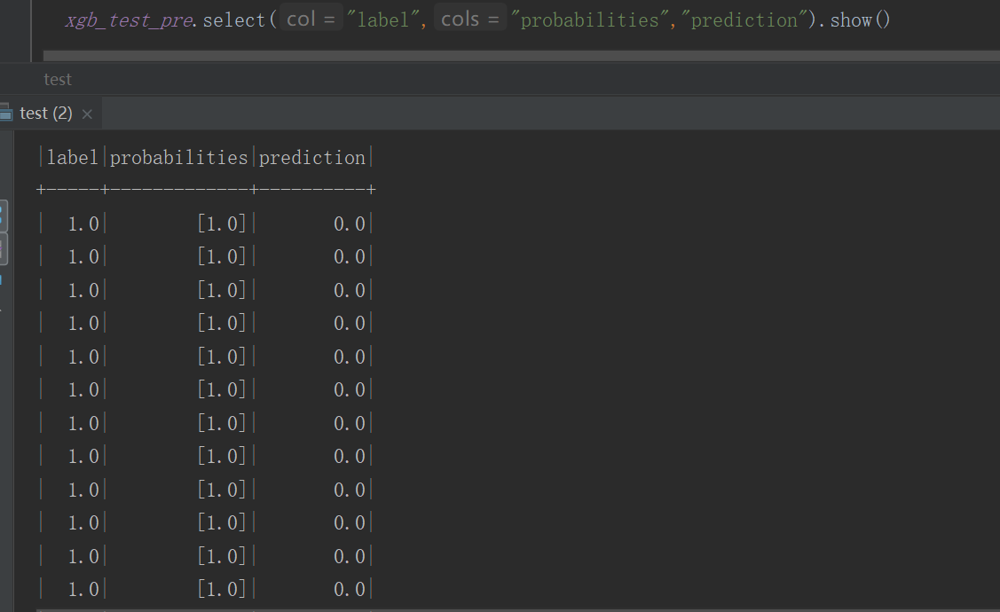 xgb_test_pre.select( col = "label", cols = "probabilities","prediction").show()
test
test (2) ×
|label|probabilities|prediction|
+-----+-------------+----------+
|  1.0|        [1.0]|       0.0|
|  1.0|        [1.0]|       0.0|
|  1.0|        [1.0]|       0.0|
|  1.0|        [1.0]|       0.0|
|  1.0|        [1.0]|       0.0|
|  1.0|        [1.0]|       0.0|
|  1.0|        [1.0]|       0.0|
|  1.0|        [1.0]|       0.0|
|  1.0|        [1.0]|       0.0|
|  1.0|        [1.0]|       0.0|
|  1.0|        [1.0]|       0.0|
|  1.0|        [1.0]|       0.0|